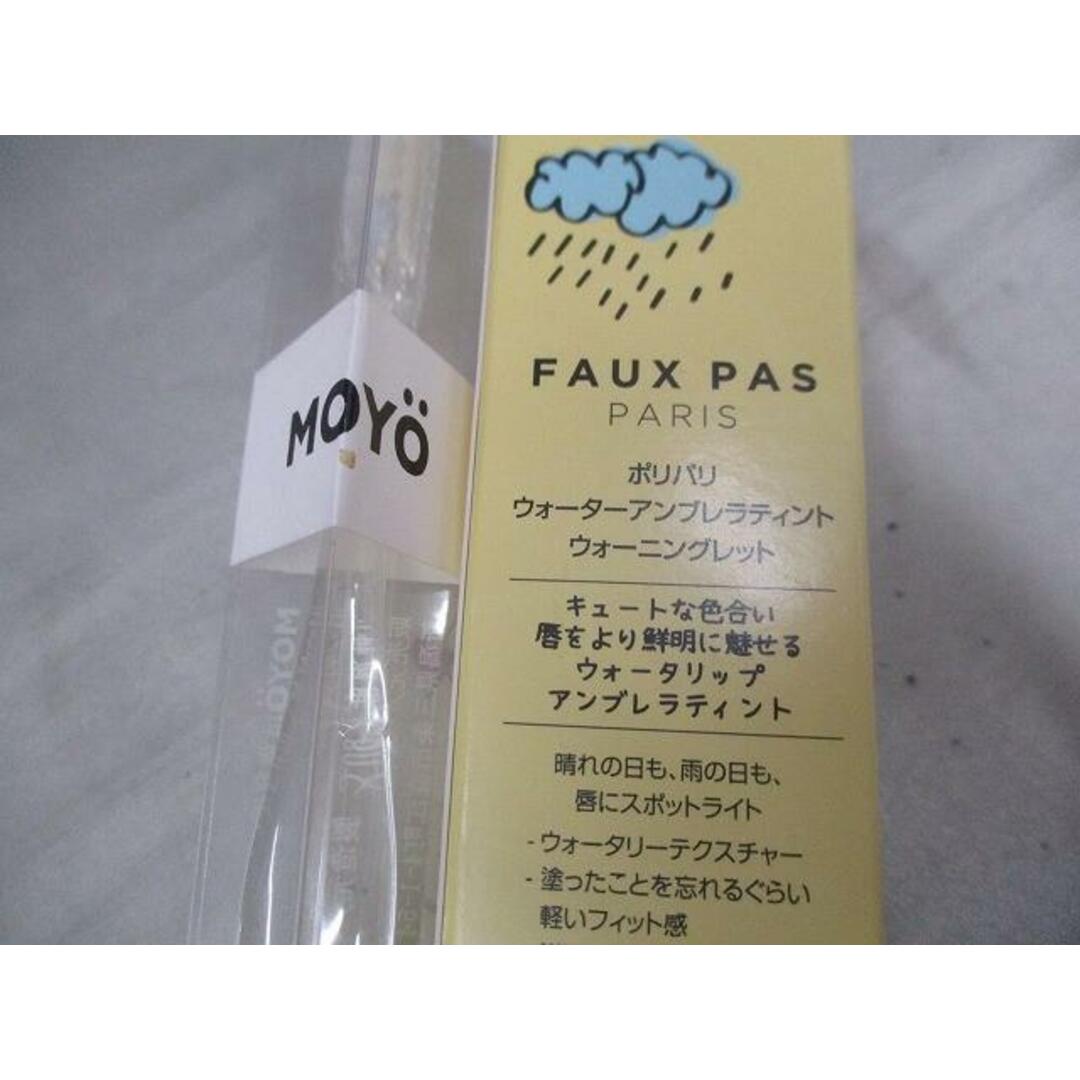 MOYÖ
FAUX PAS
PARIS
ポリパリ
ウォーターアンブレラティント
ウォーニングレット
キュートな色合い
唇をより鮮明に魅せる
ウォータリップ
アンブレラティント
晴れの日も、雨の日も、
唇にスポットライト
- ウォータリーテクスチャー
- 塗ったことを忘れるぐらい
軽いフィット感
MOYÖM